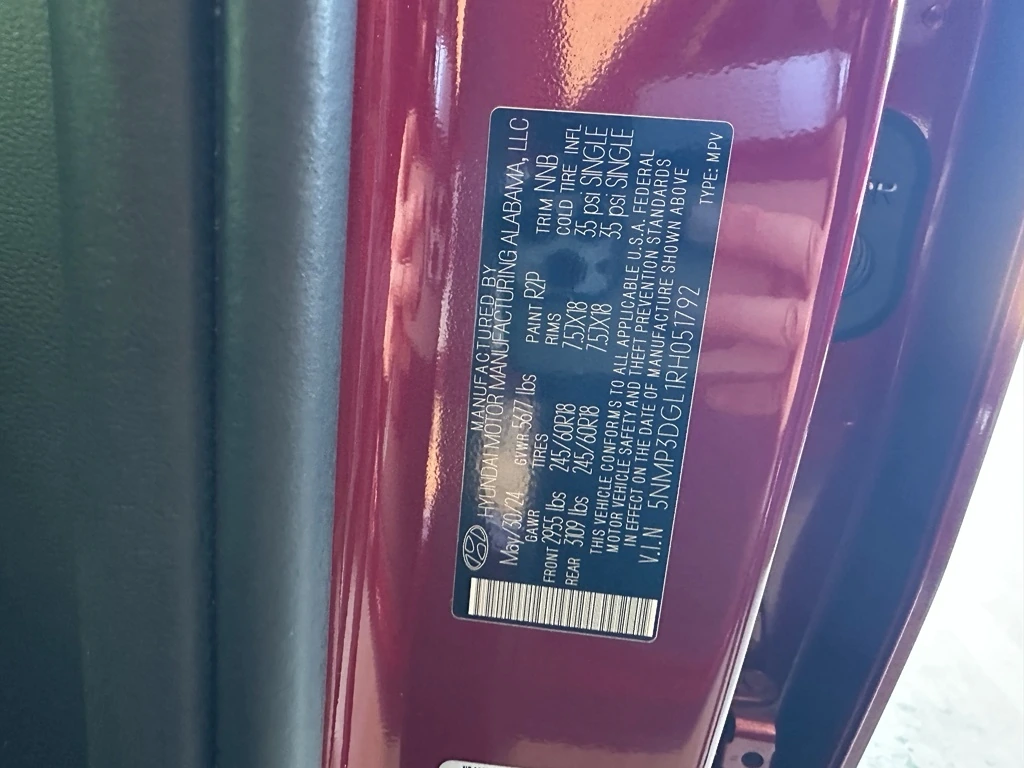 MANUFACTURED BY
HYUNDAI MOTOR MANUFACTURING ALABAMA, LLC
May/30/24 GVWR 5677 lbs PAINT R2P TRIM NNB
GAWR TIRES RIMS COLD TIRE INFL
FRONT 2955 lbs 245/60R18 7.5JX18 35 psi SINGLE
REAR 3109 lbs 245/60R18 7.5JX18 35 psi SINGLE
THIS VEHICLE CONFORMS TO ALL APPLICABLE U.S.A. FEDERAL
MOTOR VEHICLE SAFETY AND THEFT PREVENTION STANDARDS
IN EFFECT ON THE DATE OF MANUFACTURE SHOWN ABOVE
V.I.N 5NMP3DGL1RH051792 TYPE: MPV